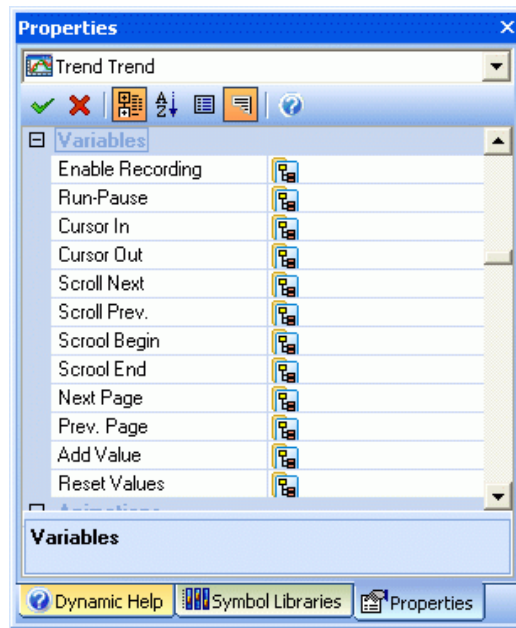 Properties
Trend Trend
Variables
Enable Recording
Run-Pause
Cursor In
Cursor Out
Scroll Next
Scroll Prev.
Scrool Begin
Scrool End
Next Page
Prev. Page
Add Value
Reset Values
Animations
Variables
Dynamic Help Symbol Libraries Properties